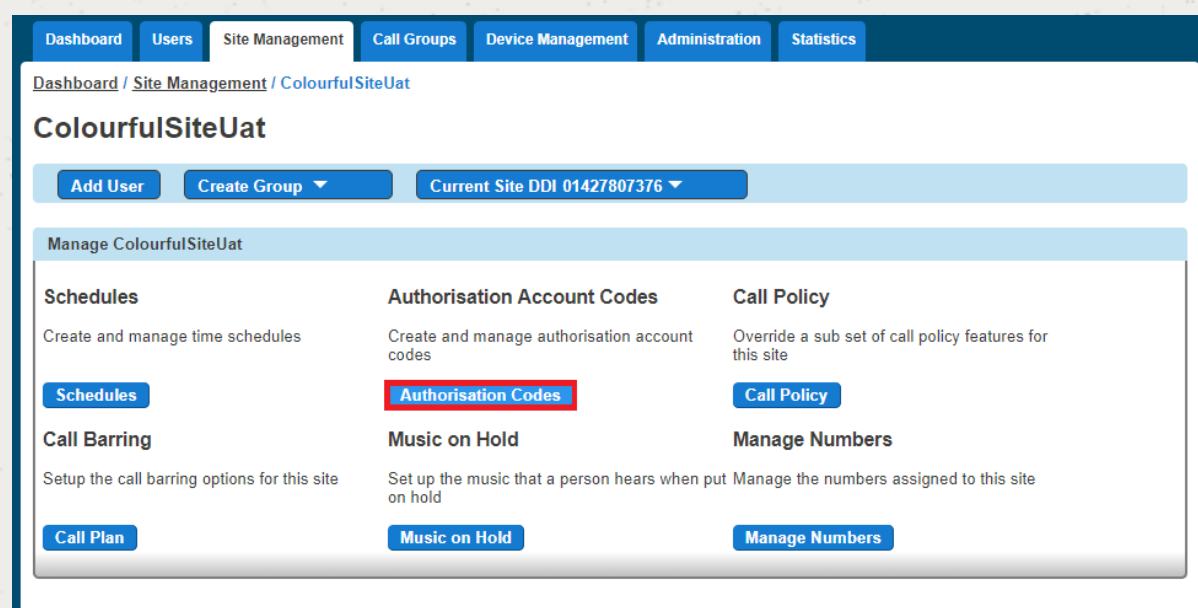 Dashboard Users Site Management Call Groups Device Management Administration Statistics
Dashboard / Site Management / ColourfulSiteUat
ColourfulSiteUat
Add User Create Group Current Site DDI 01427807376
Manage ColourfulSiteUat
Schedules
Create and manage time schedules
Schedules
Authorisation Account Codes
Create and manage authorisation account
codes
Authorisation Codes
Call Policy
Override a sub set of call policy features for
this site
Call Policy
Call Barring
Setup the call barring options for this site
Call Plan
Music on Hold
Set up the music that a person hears when put
on hold
Music on Hold
Manage Numbers
Manage the numbers assigned to this site
Manage Numbers